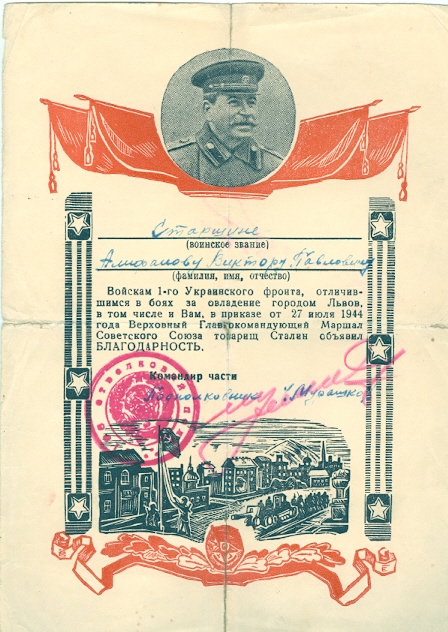 Старшине
(воинское звание)
Алифанову Виктору Павловичу
(фамилия, имя, отчество)
Войскам 1-го Украинского фронта, отличив-
шимся в боях за овладение городом Львов,
в том числе и Вам, в приказе от 27 июля 1944
года Верховный Главнокомандующий Маршал
Советского Союза товарищ Сталин объявил
БЛАГОДАРНОСТЬ.
Командир части
Подполковник